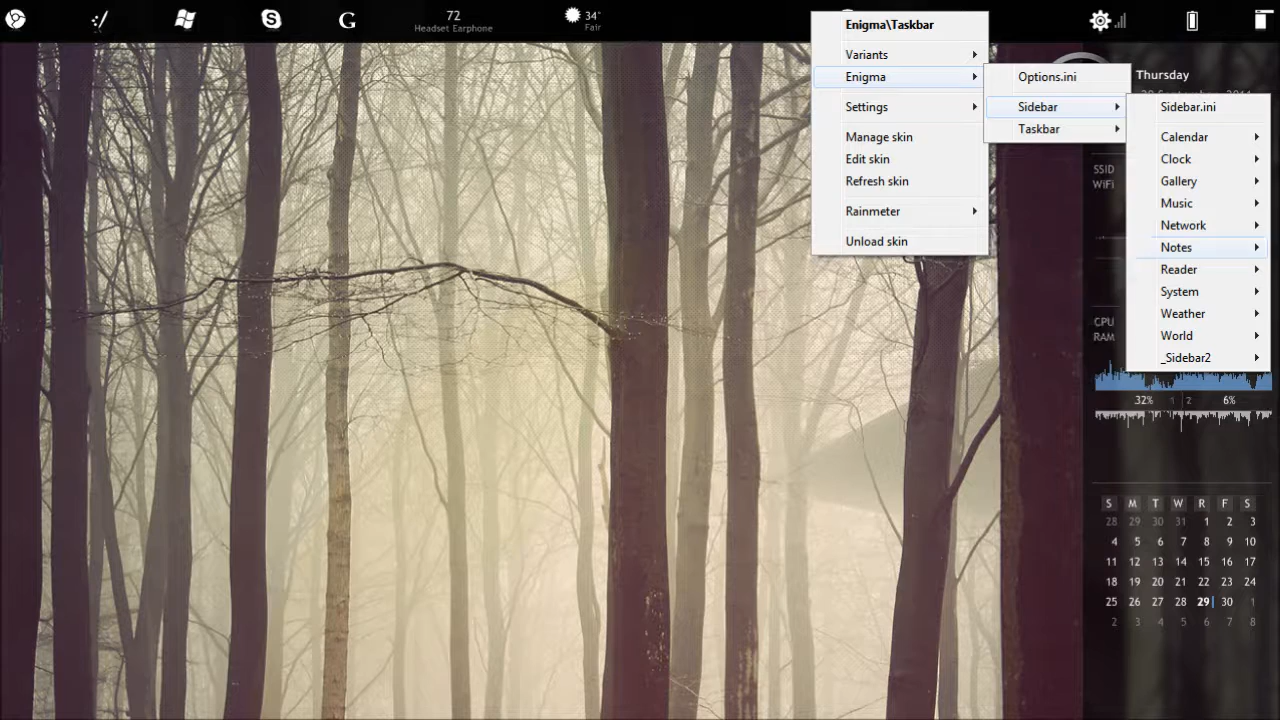 72
Headset Earphone
34°
Fair
Enigma\Taskbar
Variants
Enigma
Settings
Manage skin
Edit skin
Refresh skin
Rainmeter
Unload skin
Options.ini
Sidebar
Taskbar
Sidebar.ini
Calendar
Clock
Gallery
Music
Network
Notes
Reader
System
Weather
World
_Sidebar2
Thursday
SSID
WiFi
CPU
RAM
32% 1 2 6%
S M T W R F S
28 29 30 31 1 2 3
4 5 6 7 8 9 10
11 12 13 14 15 16 17
18 19 20 21 22 23 24
25 26 27 28 29 30 1
2 3 4 5 6 7 8